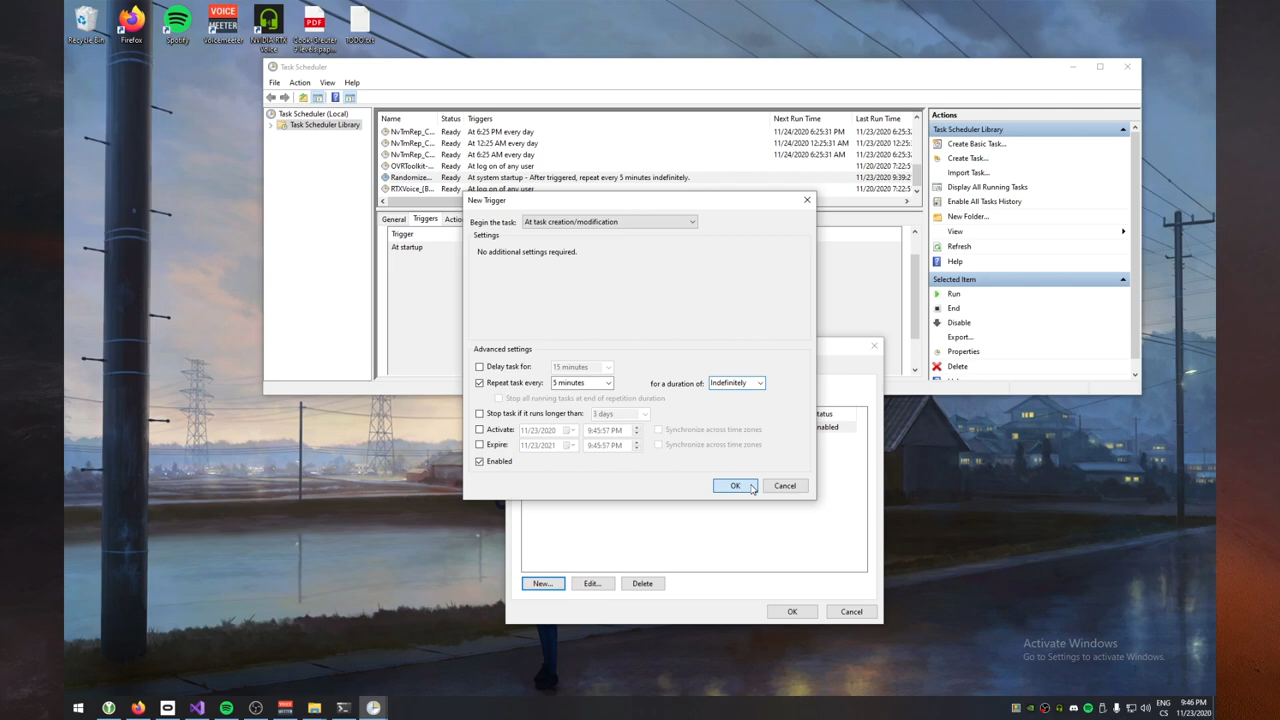 Recycle Bin
Firefox
Spotify
VOICE
MEETER
Voicemeeter
NVIDIA RTX
Voice
PDF
TODO.txt
Task Scheduler
File Action View Help
Task Scheduler (Local)
Task Scheduler Library
Name Status Triggers Next Run Time Last Run Time
NvTmRep_C... Ready At 6:25 PM every day 11/24/2020 6:25:31 PM 11/23/2020 6:25:3
NvTmRep_C... Ready At 12:25 AM every day 11/24/2020 12:25:31 AM 11/23/2020 12:25:
NvTmRep_C... Ready At 6:25 AM every day 11/24/2020 6:25:31 AM 11/23/2020 6:25:3
OVRToolkit-... Ready At log on of any user 11/20/2020 7:22:5
Randomize... Ready At system startup - After triggered, repeat every 5 minutes indefinitely. 11/23/2020 9:39:2
RTXVoice_{B... Ready At log on of any user 11/20/2020 7:22:5
General Triggers Actio
Trigger
At startup
Actions
Task Scheduler Library
Create Basic Task...
Create Task...
Import Task...
Display All Running Tasks
Enable All Tasks History
New Folder...
View
Refresh
Help
Selected Item
Run
End
Disable
Export...
Properties
Delete
New Trigger
Begin the task: At task creation/modification
Settings
No additional settings required.
Advanced settings
Delay task for: 15 minutes
Repeat task every: 5 minutes for a duration of: Indefinitely
Stop all running tasks at end of repetition duration
Stop task if it runs longer than: 3 days
Activate: 11/23/2020 9:45:57 PM Synchronize across time zones
Expire: 11/23/2021 9:45:57 PM Synchronize across time zones
Enabled
OK Cancel
tatus
nabled
New... Edit... Delete
OK Cancel
Activate Windows
Go to Settings to activate Windows.
ENG
CS
9:46 PM
11/23/2020